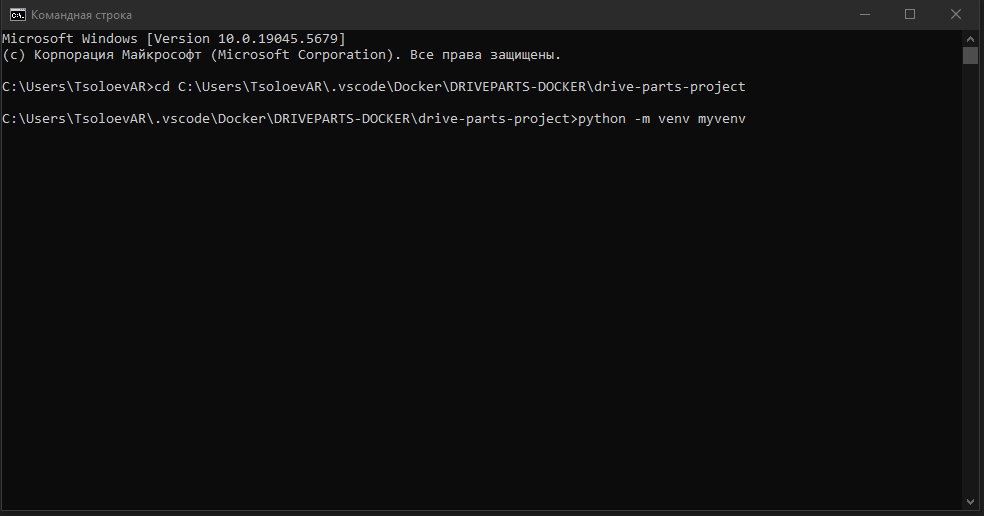 Командная строка
Microsoft Windows [Version 10.0.19045.5679]
(c) Корпорация Майкрософт (Microsoft Corporation). Все права защищены.
C:\Users\TsoloevAR>cd C:\Users\TsoloevAR\.vscode\Docker\DRIVEPARTS-DOCKER\drive-parts-project
C:\Users\TsoloevAR\.vscode\Docker\DRIVEPARTS-DOCKER\drive-parts-project>python -m venv myvenv